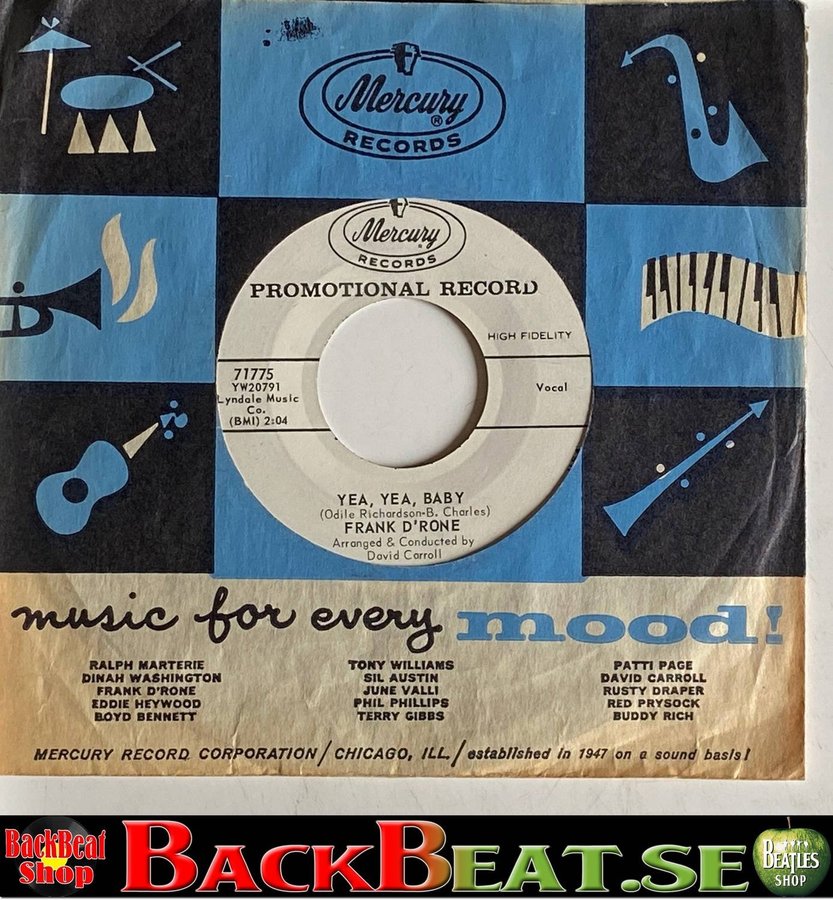 Mercury
®
RECORDS
Mercury
RECORDS
PROMOTIONAL RECORD
HIGH FIDELITY
71775
YW20791
Lyndale Music
Co.
(BMI) 2:04
Vocal
YEA, YEA, BABY
(Odile Richardson-B. Charles)
FRANK D'RONE
Arranged & Conducted by
David Carroll
music for every mood!
RALPH MARTERIE
DINAH WASHINGTON
FRANK D'RONE
EDDIE HEYWOOD
BOYD BENNETT
TONY WILLIAMS
SIL AUSTIN
JUNE VALLI
PHIL PHILLIPS
TERRY GIBBS
PATTI PAGE
DAVID CARROLL
RUSTY DRAPER
RED PRYSOCK
BUDDY RICH
MERCURY RECORD CORPORATION / CHICAGO, ILL. / established in 1947 on a sound basis!
BackBeat
Shop
BACKBEAT.SE
BEATLES
SHOP